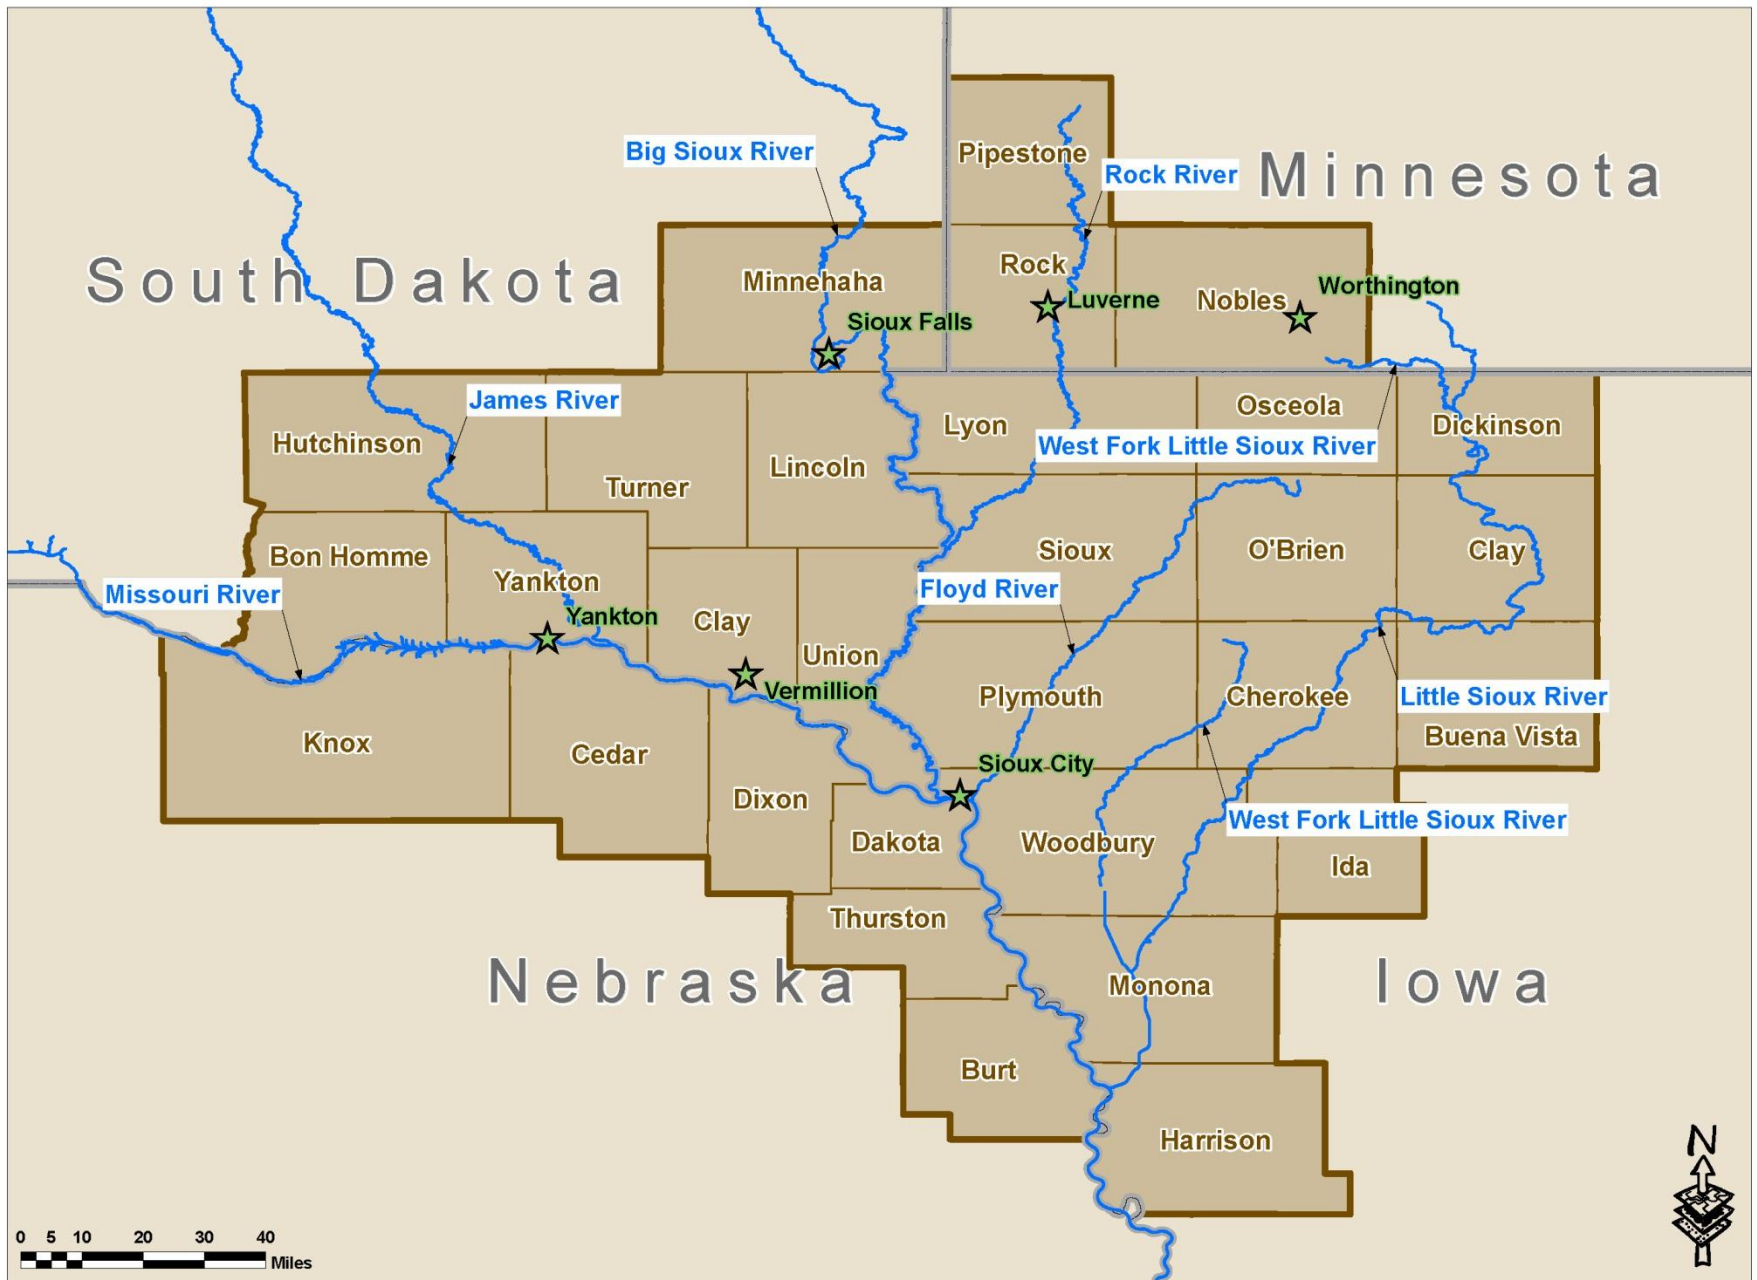 Big Sioux River
Pipestone
Rock River
Minnesota
South Dakota
Minnehaha
Rock
Luverne
Nobles
Worthington
Sioux Falls
James River
Hutchinson
Turner
Lincoln
Lyon
Osceola
Dickinson
West Fork Little Sioux River
Bon Homme
Yankton
Sioux
O'Brien
Clay
Missouri River
Yankton
Clay
Union
Floyd River
Vermillion
Plymouth
Cherokee
Little Sioux River
Buena Vista
Knox
Cedar
Dixon
Sioux City
Dakota
Woodbury
West Fork Little Sioux River
Ida
Thurston
Nebraska
Monona
Iowa
Burt
Harrison
N
0 5 10 20 30 40
Miles